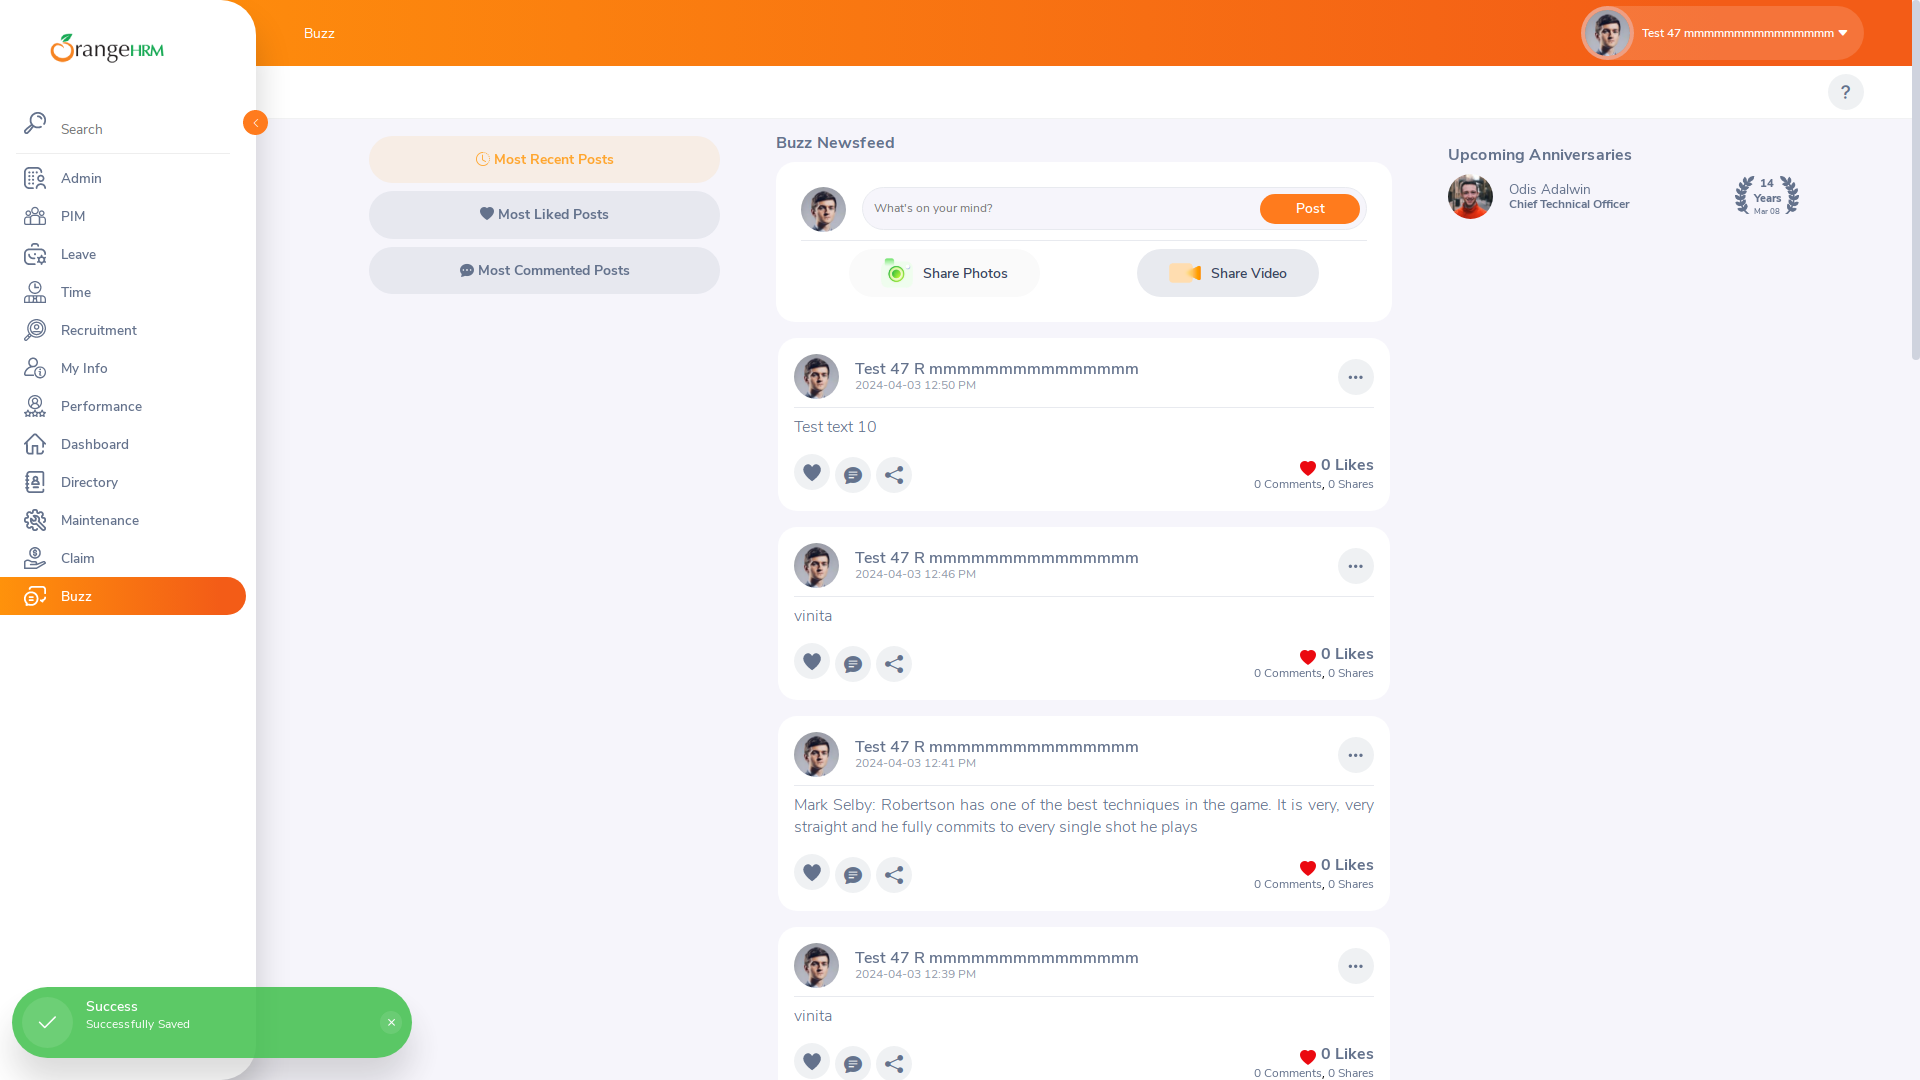 OrangeHRM
Buzz
Test 47 mmmmmmmmmmmmmmmm
?
Search
Admin
PIM
Leave
Time
Recruitment
My Info
Performance
Dashboard
Directory
Maintenance
Claim
Buzz
Most Recent Posts
Most Liked Posts
Most Commented Posts
Buzz Newsfeed
What's on your mind?
Post
Share Photos
Share Video
Test 47 R mmmmmmmmmmmmmmmm
2024-04-03 12:50 PM
Test text 10
0 Likes
0 Comments, 0 Shares
Test 47 R mmmmmmmmmmmmmmmm
2024-04-03 12:46 PM
vinita
0 Likes
0 Comments, 0 Shares
Test 47 R mmmmmmmmmmmmmmmm
2024-04-03 12:41 PM
Mark Selby: Robertson has one of the best techniques in the game. It is very, very
straight and he fully commits to every single shot he plays
0 Likes
0 Comments, 0 Shares
Test 47 R mmmmmmmmmmmmmmmm
2024-04-03 12:39 PM
vinita
0 Likes
0 Comments, 0 Shares
Upcoming Anniversaries
Odis Adalwin
Chief Technical Officer
14
Years
Mar 08
Success
Successfully Saved